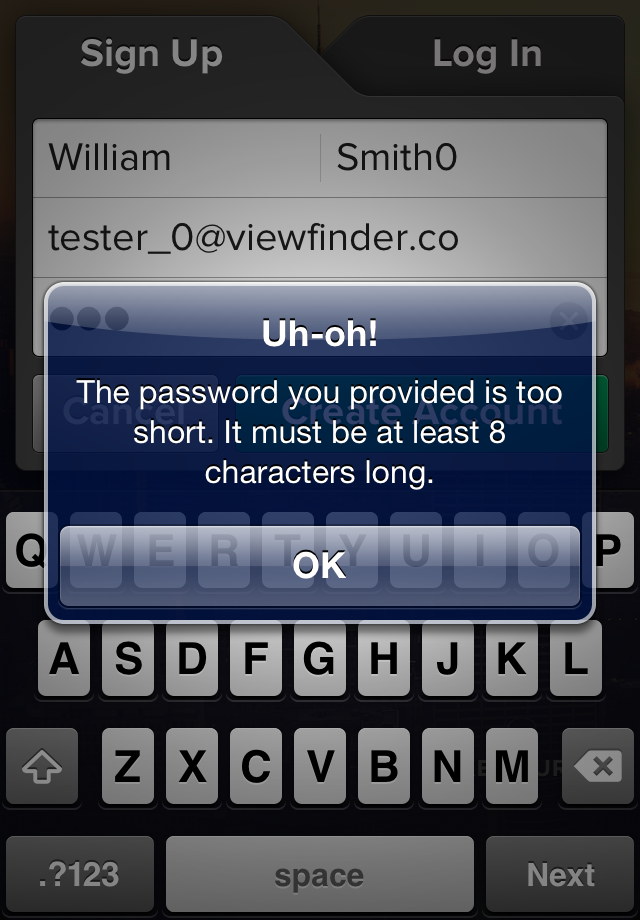 Sign Up Log In
William Smith0
tester_0@viewfinder.co
Uh-oh!
The password you provided is too
short. It must be at least 8
characters long.
Cancel Create Account
OK
Q W E R T Y U I O P
A S D F G H J K L
Z X C V B N M
.?123 space Next